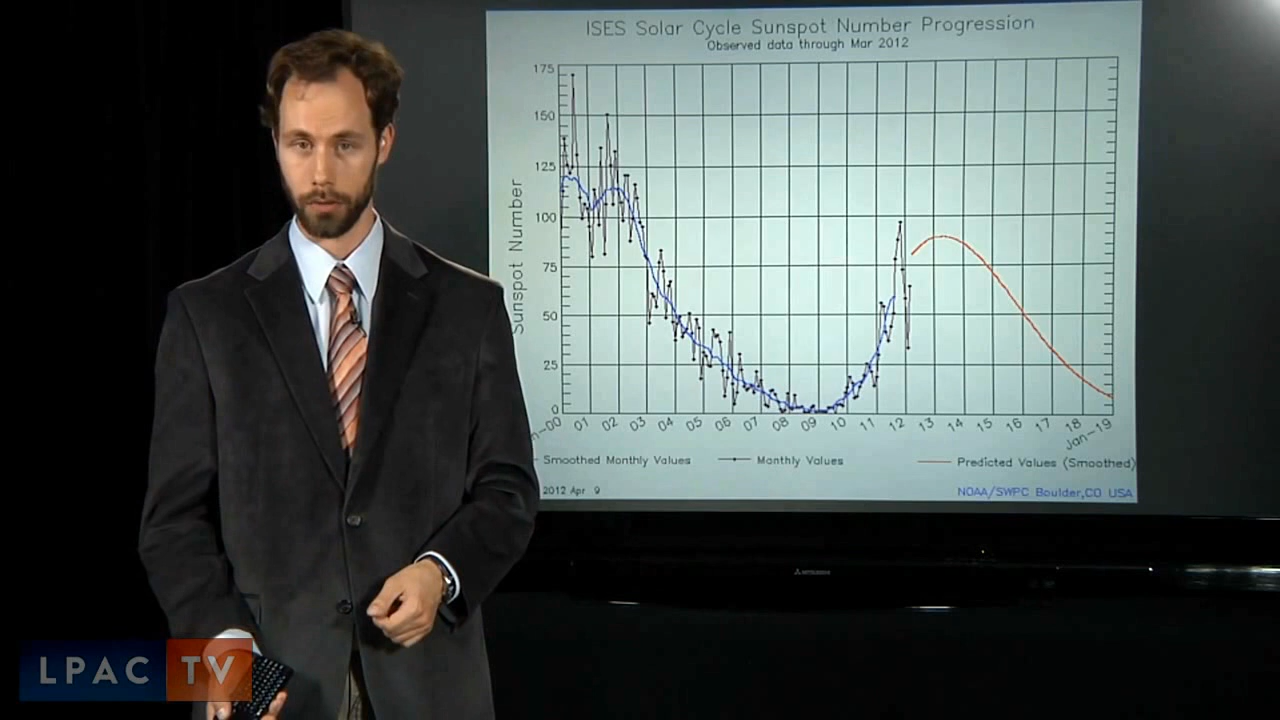 ISES Solar Cycle Sunspot Number Progression
Observed data through Mar 2012
175
150
125
100
75
50
25
0
Sunspot Number
n-00 01 02 03 04 05 06 07 08 09 10 11 12 13 14 15 16 17 18 Jan-19
Smoothed Monthly Values Monthly Values Predicted Values (Smoothed)
2012 Apr 9 NOAA/SWPC Boulder,CO USA
MITSUBISHI
LPAC TV